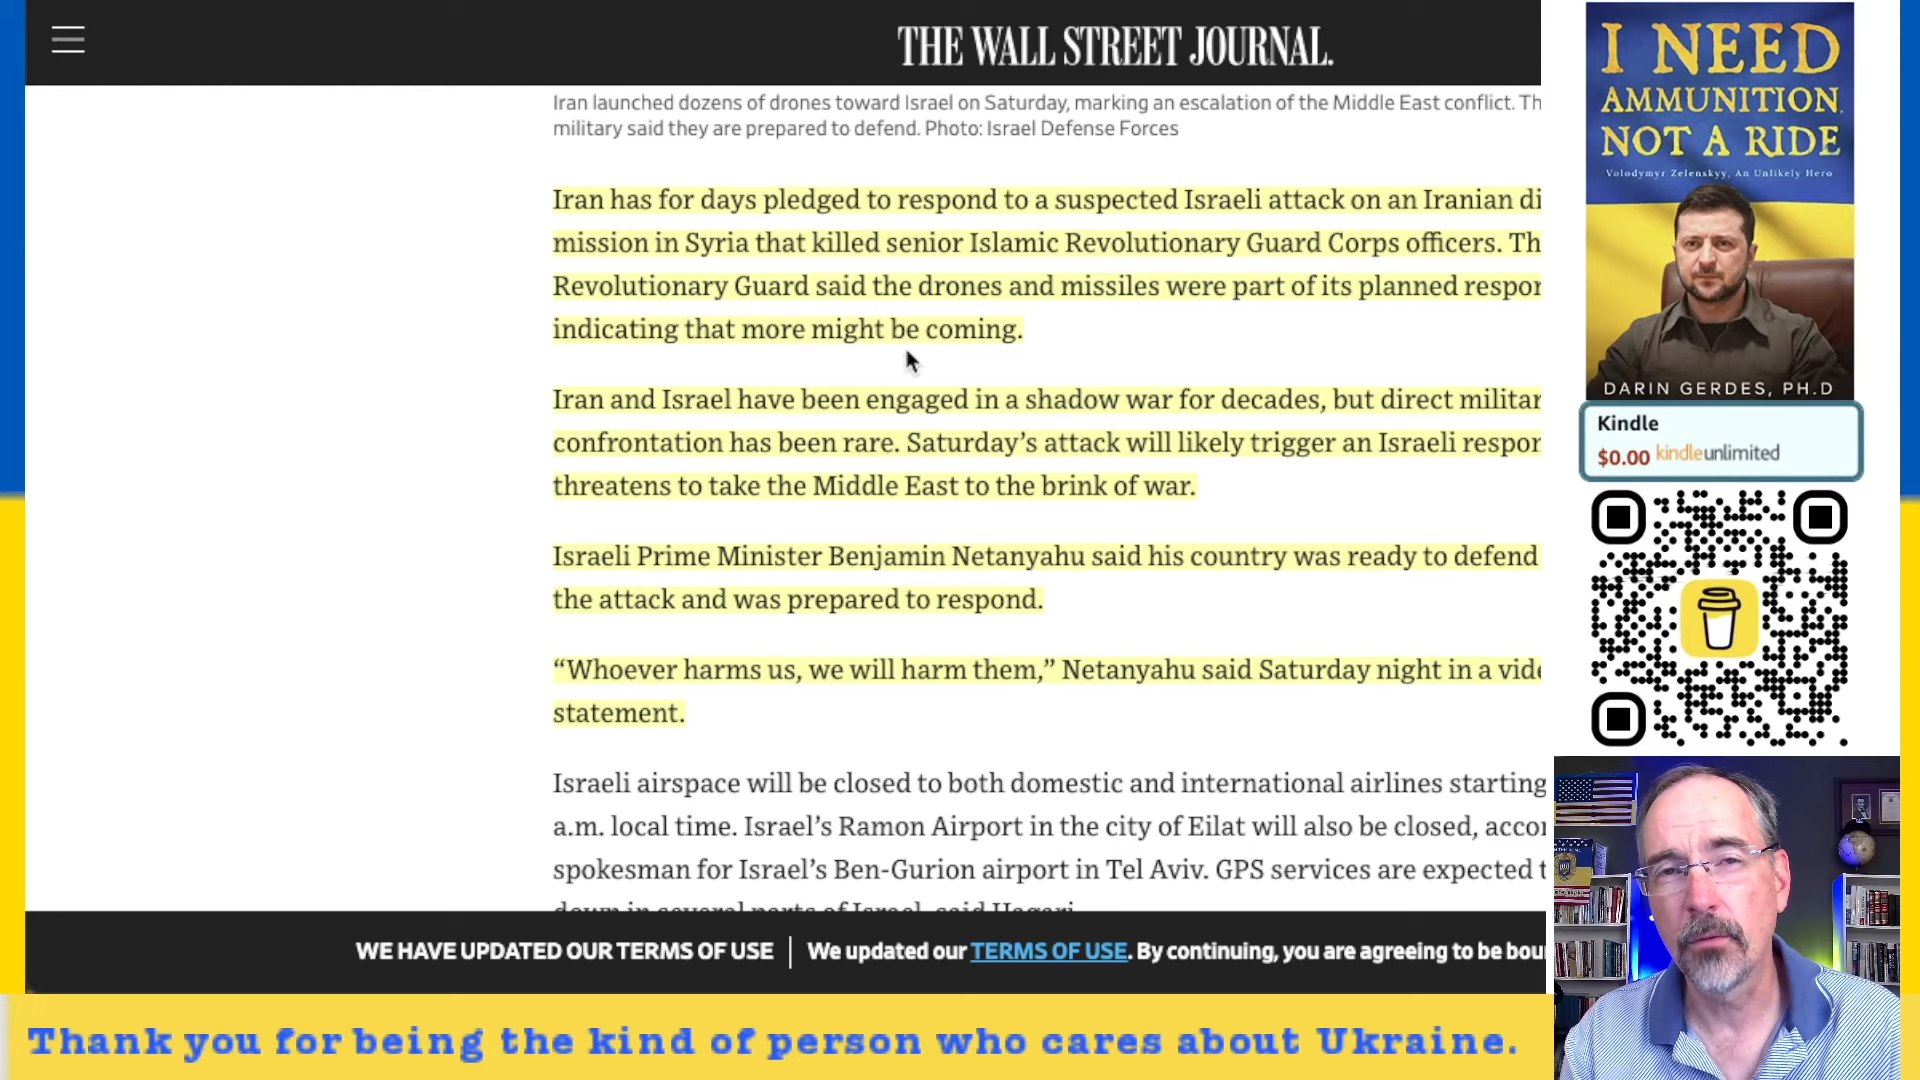 THE WALL STREET JOURNAL.
Iran launched dozens of drones toward Israel on Saturday, marking an escalation of the Middle East conflict. Th
military said they are prepared to defend. Photo: Israel Defense Forces
Iran has for days pledged to respond to a suspected Israeli attack on an Iranian di
mission in Syria that killed senior Islamic Revolutionary Guard Corps officers. Th
Revolutionary Guard said the drones and missiles were part of its planned respor
indicating that more might be coming.
Iran and Israel have been engaged in a shadow war for decades, but direct militar
confrontation has been rare. Saturday’s attack will likely trigger an Israeli respor
threatens to take the Middle East to the brink of war.
Israeli Prime Minister Benjamin Netanyahu said his country was ready to defend
the attack and was prepared to respond.
“Whoever harms us, we will harm them,” Netanyahu said Saturday night in a vide
statement.
Israeli airspace will be closed to both domestic and international airlines starting
a.m. local time. Israel’s Ramon Airport in the city of Eilat will also be closed, accor
spokesman for Israel’s Ben-Gurion airport in Tel Aviv. GPS services are expected t
down in several parts of Israel, said Hagari.
WE HAVE UPDATED OUR TERMS OF USE
We updated our TERMS OF USE. By continuing, you are agreeing to be bou
I NEED
AMMUNITION,
NOT A RIDE
Volodymyr Zelenskyy, An Unlikely Hero
DARIN GERDES, PH.D
Kindle
$0.00 kindleunlimited
Thank you for being the kind of person who cares about Ukraine.